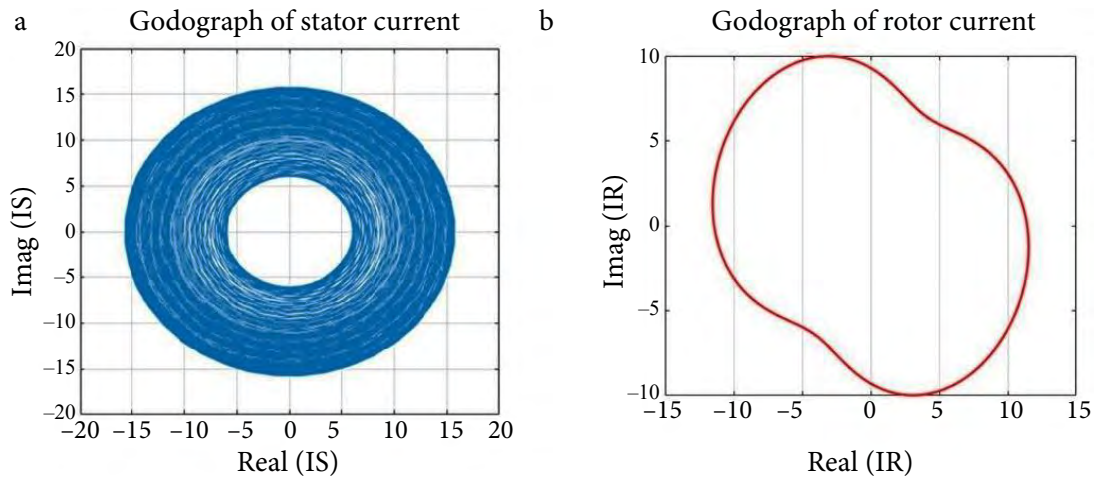 a
Godograph of stator current
20
15
10
5
0
–5
–10
–15
–20
–20 –15 –10 –5 0 5 10 15 20
Imag (IS)
Real (IS)
b
Godograph of rotor current
10
5
0
–5
–10
–15 –10 –5 0 5 10 15
Imag (IR)
Real (IR)